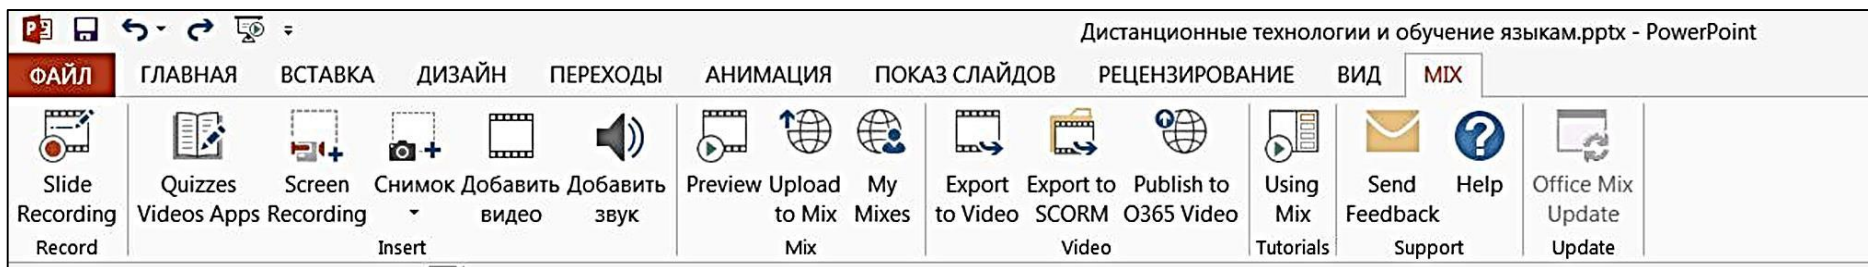 Дистанционные технологии и обучение языкам.pptx - PowerPoint
ФАЙЛ ГЛАВНАЯ ВСТАВКА ДИЗАЙН ПЕРЕХОДЫ АНИМАЦИЯ ПОКАЗ СЛАЙДОВ РЕЦЕНЗИРОВАНИЕ ВИД MIX
Slide Quizzes Screen Снимок Добавить Добавить Preview Upload My Export Export to Publish to Using Send Help Office Mix
Recording Videos Apps Recording видео звук to Mix Mixes to Video SCORM O365 Video Mix Feedback Update
Record Insert Mix Video Tutorials Support Update